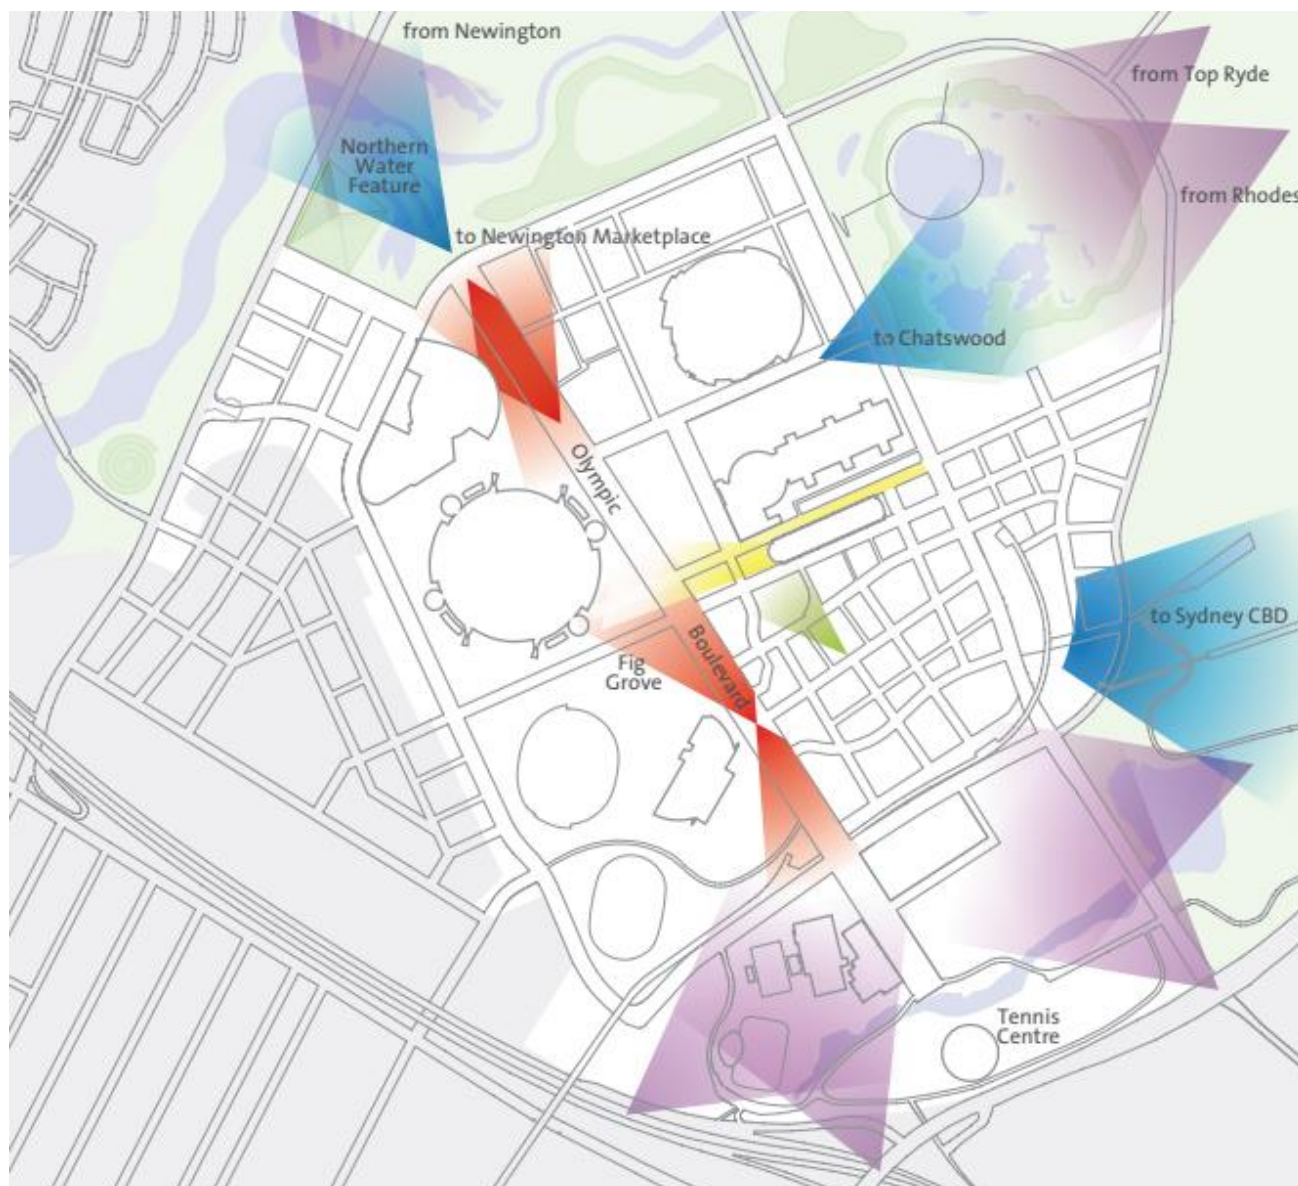 from Newington
from Top Ryde
Northern
Water
Feature
from Rhodes
to Newington Marketplace
to Chatswood
Olympic
to Sydney CBD
Boulevard
Fig
Grove
Tennis
Centre